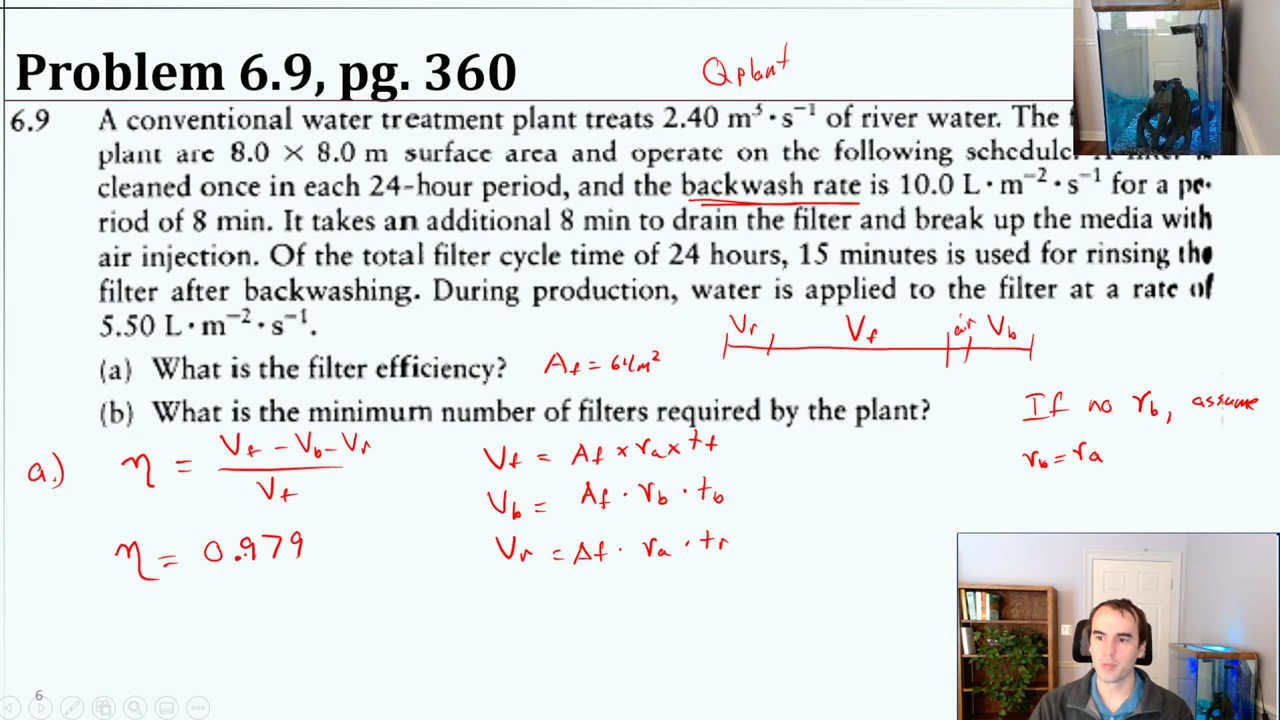 Problem 6.9, pg. 360
Qplant
6.9 A conventional water treatment plant treats 2.40 m³·s⁻¹ of river water. The
plant are 8.0 × 8.0 m surface area and operate on the following schedule.
cleaned once in each 24-hour period, and the backwash rate is 10.0 L·m⁻²·s⁻¹ for a pe-
riod of 8 min. It takes an additional 8 min to drain the filter and break up the media with
air injection. Of the total filter cycle time of 24 hours, 15 minutes is used for rinsing the
filter after backwashing. During production, water is applied to the filter at a rate of
5.50 L·m⁻²·s⁻¹.
Vr Vf air Vb
(a) What is the filter efficiency? Af = 64m²
(b) What is the minimum number of filters required by the plant?
If no rb, assume
rb = ra
a.) η = (Vf - Vb - Vr) / Vf
Vf = Af × ra × tf
Vb = Af · rb · tb
η = 0.979
Vr = Af · ra · tr
6